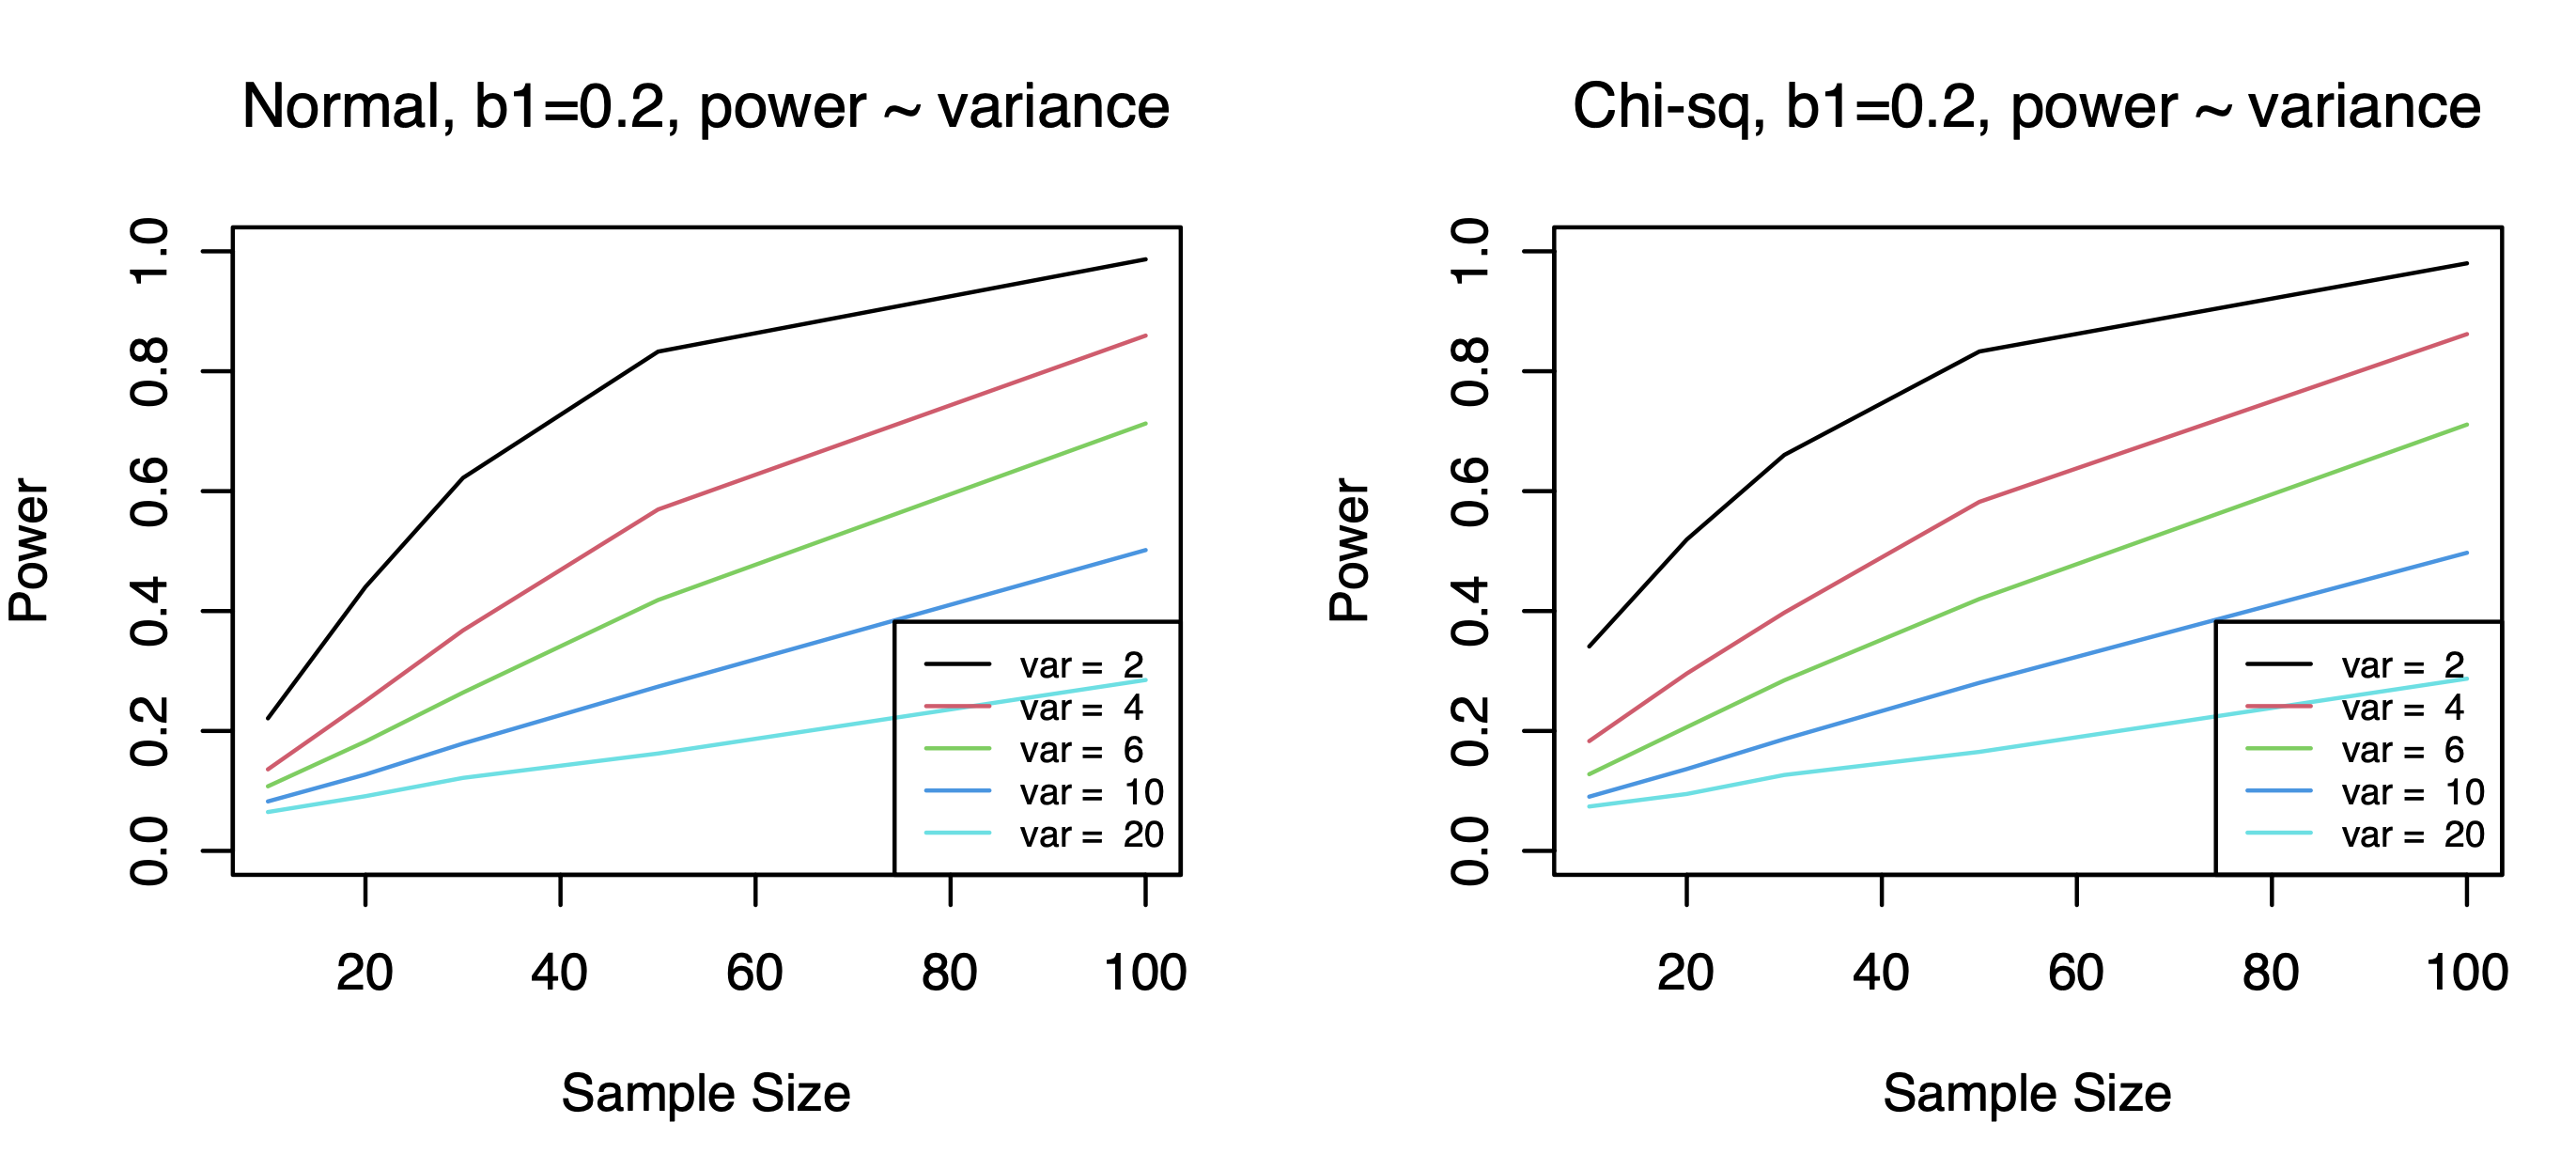 Normal, b1=0.2, power ~ variance
Power
0.0 0.2 0.4 0.6 0.8 1.0
var = 2
var = 4
var = 6
var = 10
var = 20
20 40 60 80 100
Sample Size
Chi-sq, b1=0.2, power ~ variance
Power
0.0 0.2 0.4 0.6 0.8 1.0
var = 2
var = 4
var = 6
var = 10
var = 20
20 40 60 80 100
Sample Size